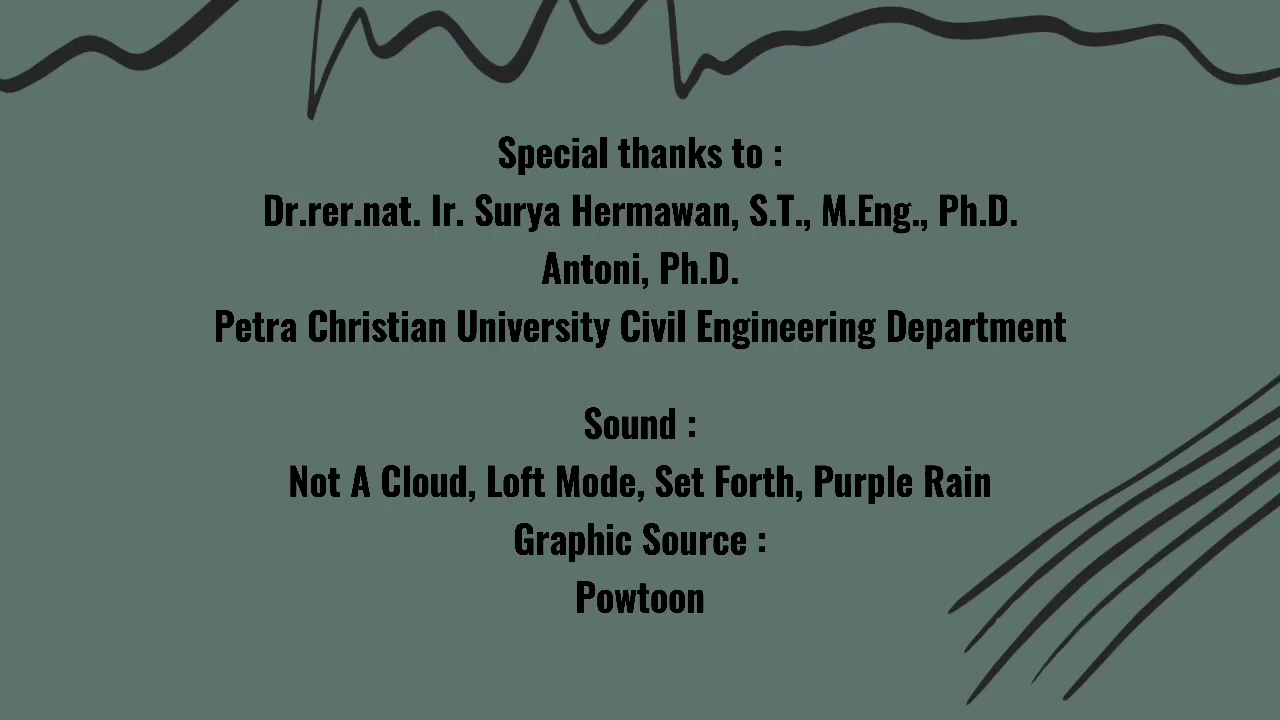 Special thanks to :
Dr.rer.nat. Ir. Surya Hermawan, S.T., M.Eng., Ph.D.
Antoni, Ph.D.
Petra Christian University Civil Engineering Department
Sound :
Not A Cloud, Loft Mode, Set Forth, Purple Rain
Graphic Source :
Powtoon